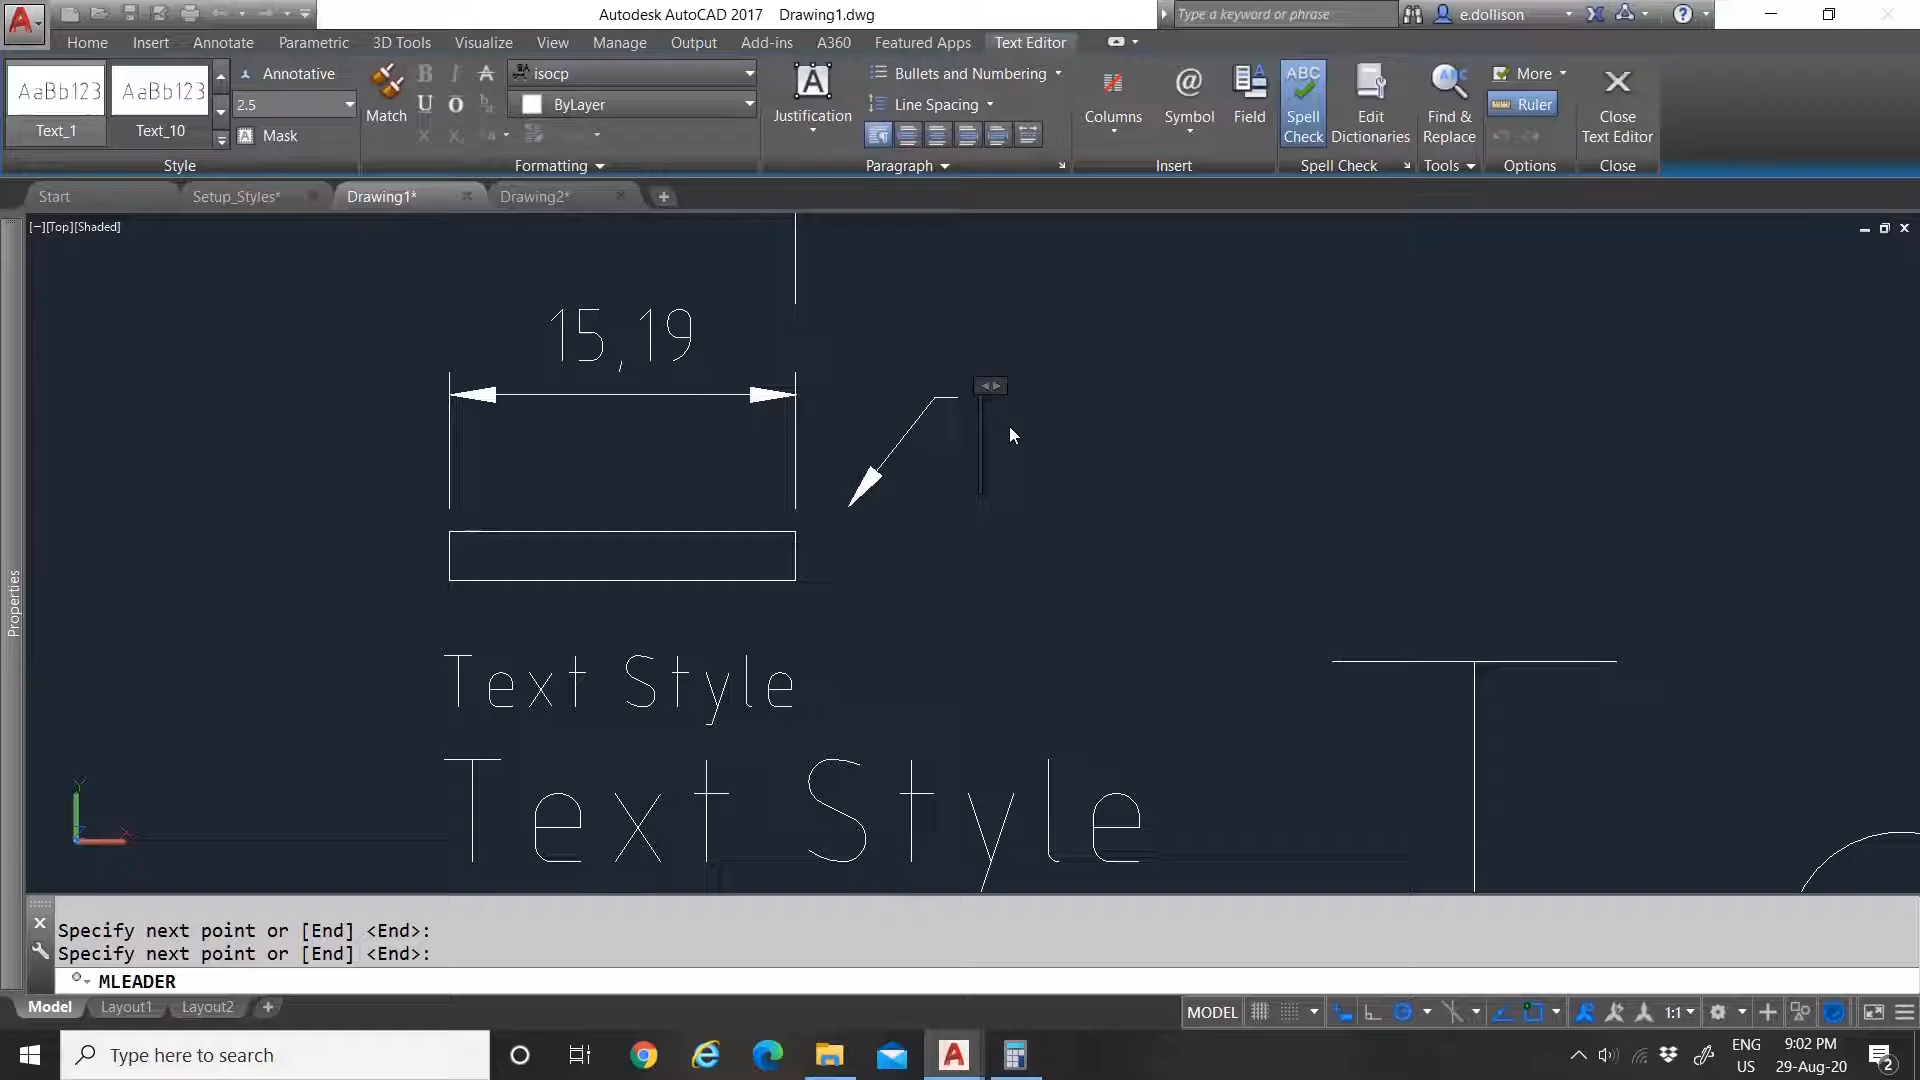 Autodesk AutoCAD 2017 Drawing1.dwg
Type a keyword or phrase
e.dollison
Home Insert Annotate Parametric 3D Tools Visualize View Manage Output Add-ins A360 Featured Apps Text Editor
AaBb123 AaBb123
Text_1 Text_10
Annotative
2.5
Mask
Style
Match
isocp
ByLayer
Formatting
Justification
Bullets and Numbering
Line Spacing
Paragraph
Columns
Symbol
Field
Insert
ABC
Spell
Check
Edit
Dictionaries
Spell Check
Find &
Replace
Tools
More
Ruler
Options
Close
Text Editor
Close
Start Setup_Styles* Drawing1* Drawing2*
[−][Top][Shaded]
15,19
Text Style
Text Style
T
Properties
Y
X
Specify next point or [End] <End>:
Specify next point or [End] <End>:
MLEADER
Model Layout1 Layout2
MODEL
1:1
Type here to search
ENG
US
9:02 PM
29-Aug-20
2